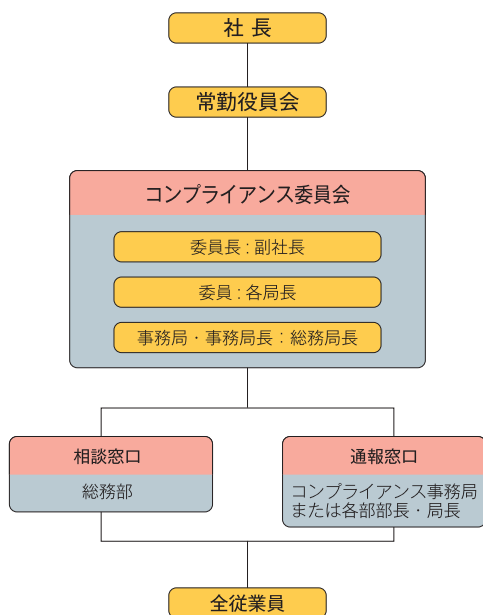 社 長
常勤役員会
コンプライアンス委員会
委員長：副社長
委員：各局長
事務局・事務局長：総務局長
相談窓口
総務部
通報窓口
コンプライアンス事務局
または各部部長・局長
全従業員